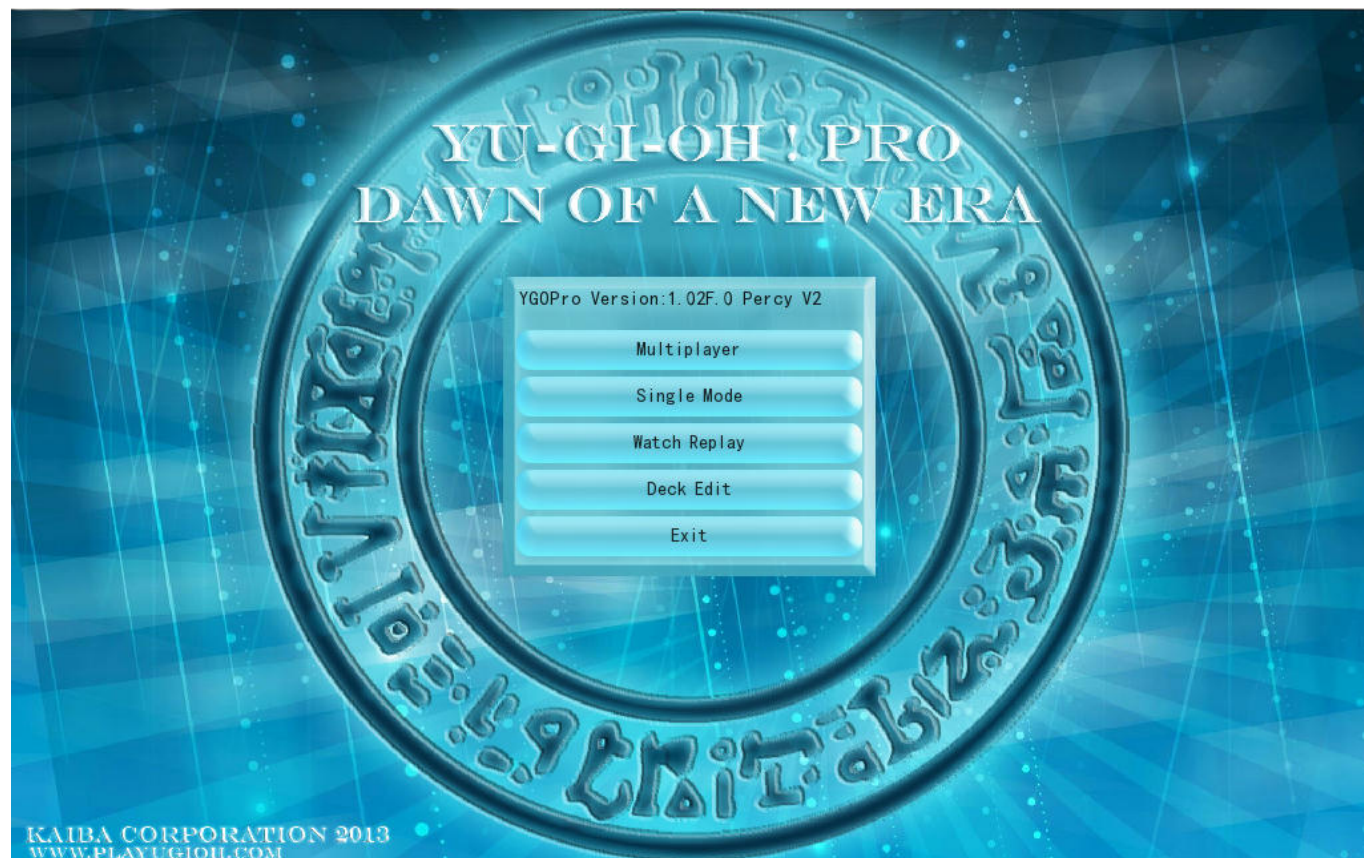 YU-GI-OH ! PRO
DAWN OF A NEW ERA
YGOPro Version:1.02F.0 Percy V2
Multiplayer
Single Mode
Watch Replay
Deck Edit
Exit
KAIBA CORPORATION 2013
WWW.PLAYUGIOH.COM